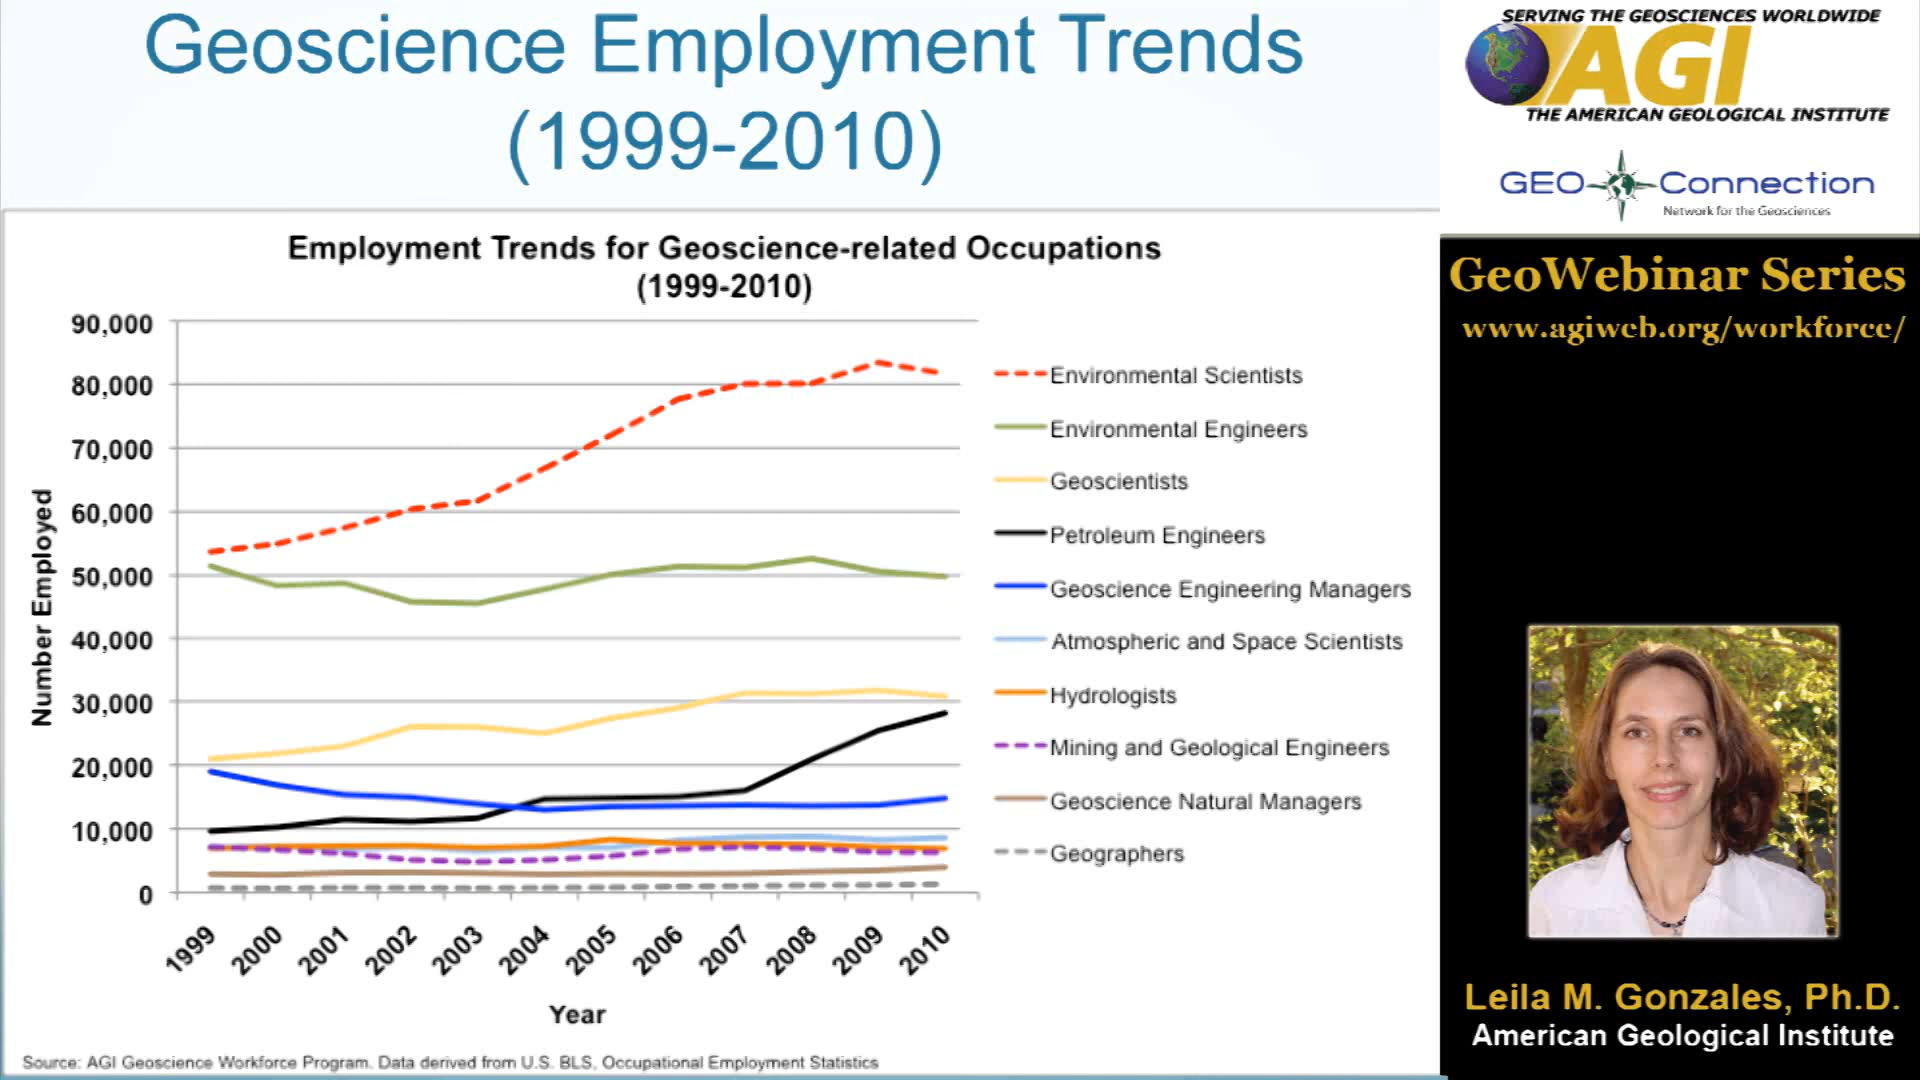 Geoscience Employment Trends
(1999-2010)
SERVING THE GEOSCIENCES WORLDWIDE
AGI
THE AMERICAN GEOLOGICAL INSTITUTE
GEO Connection
Network for the Geosciences
GeoWebinar Series
www.agiweb.org/workforce/
Employment Trends for Geoscience-related Occupations
(1999-2010)
Number Employed
90,000
80,000
70,000
60,000
50,000
40,000
30,000
20,000
10,000
0
1999
2000
2001
2002
2003
2004
2005
2006
2007
2008
2009
2010
Year
Environmental Scientists
Environmental Engineers
Geoscientists
Petroleum Engineers
Geoscience Engineering Managers
Atmospheric and Space Scientists
Hydrologists
Mining and Geological Engineers
Geoscience Natural Managers
Geographers
Source: AGI Geoscience Workforce Program. Data derived from U.S. BLS, Occupational Employment Statistics
Leila M. Gonzales, Ph.D.
American Geological Institute